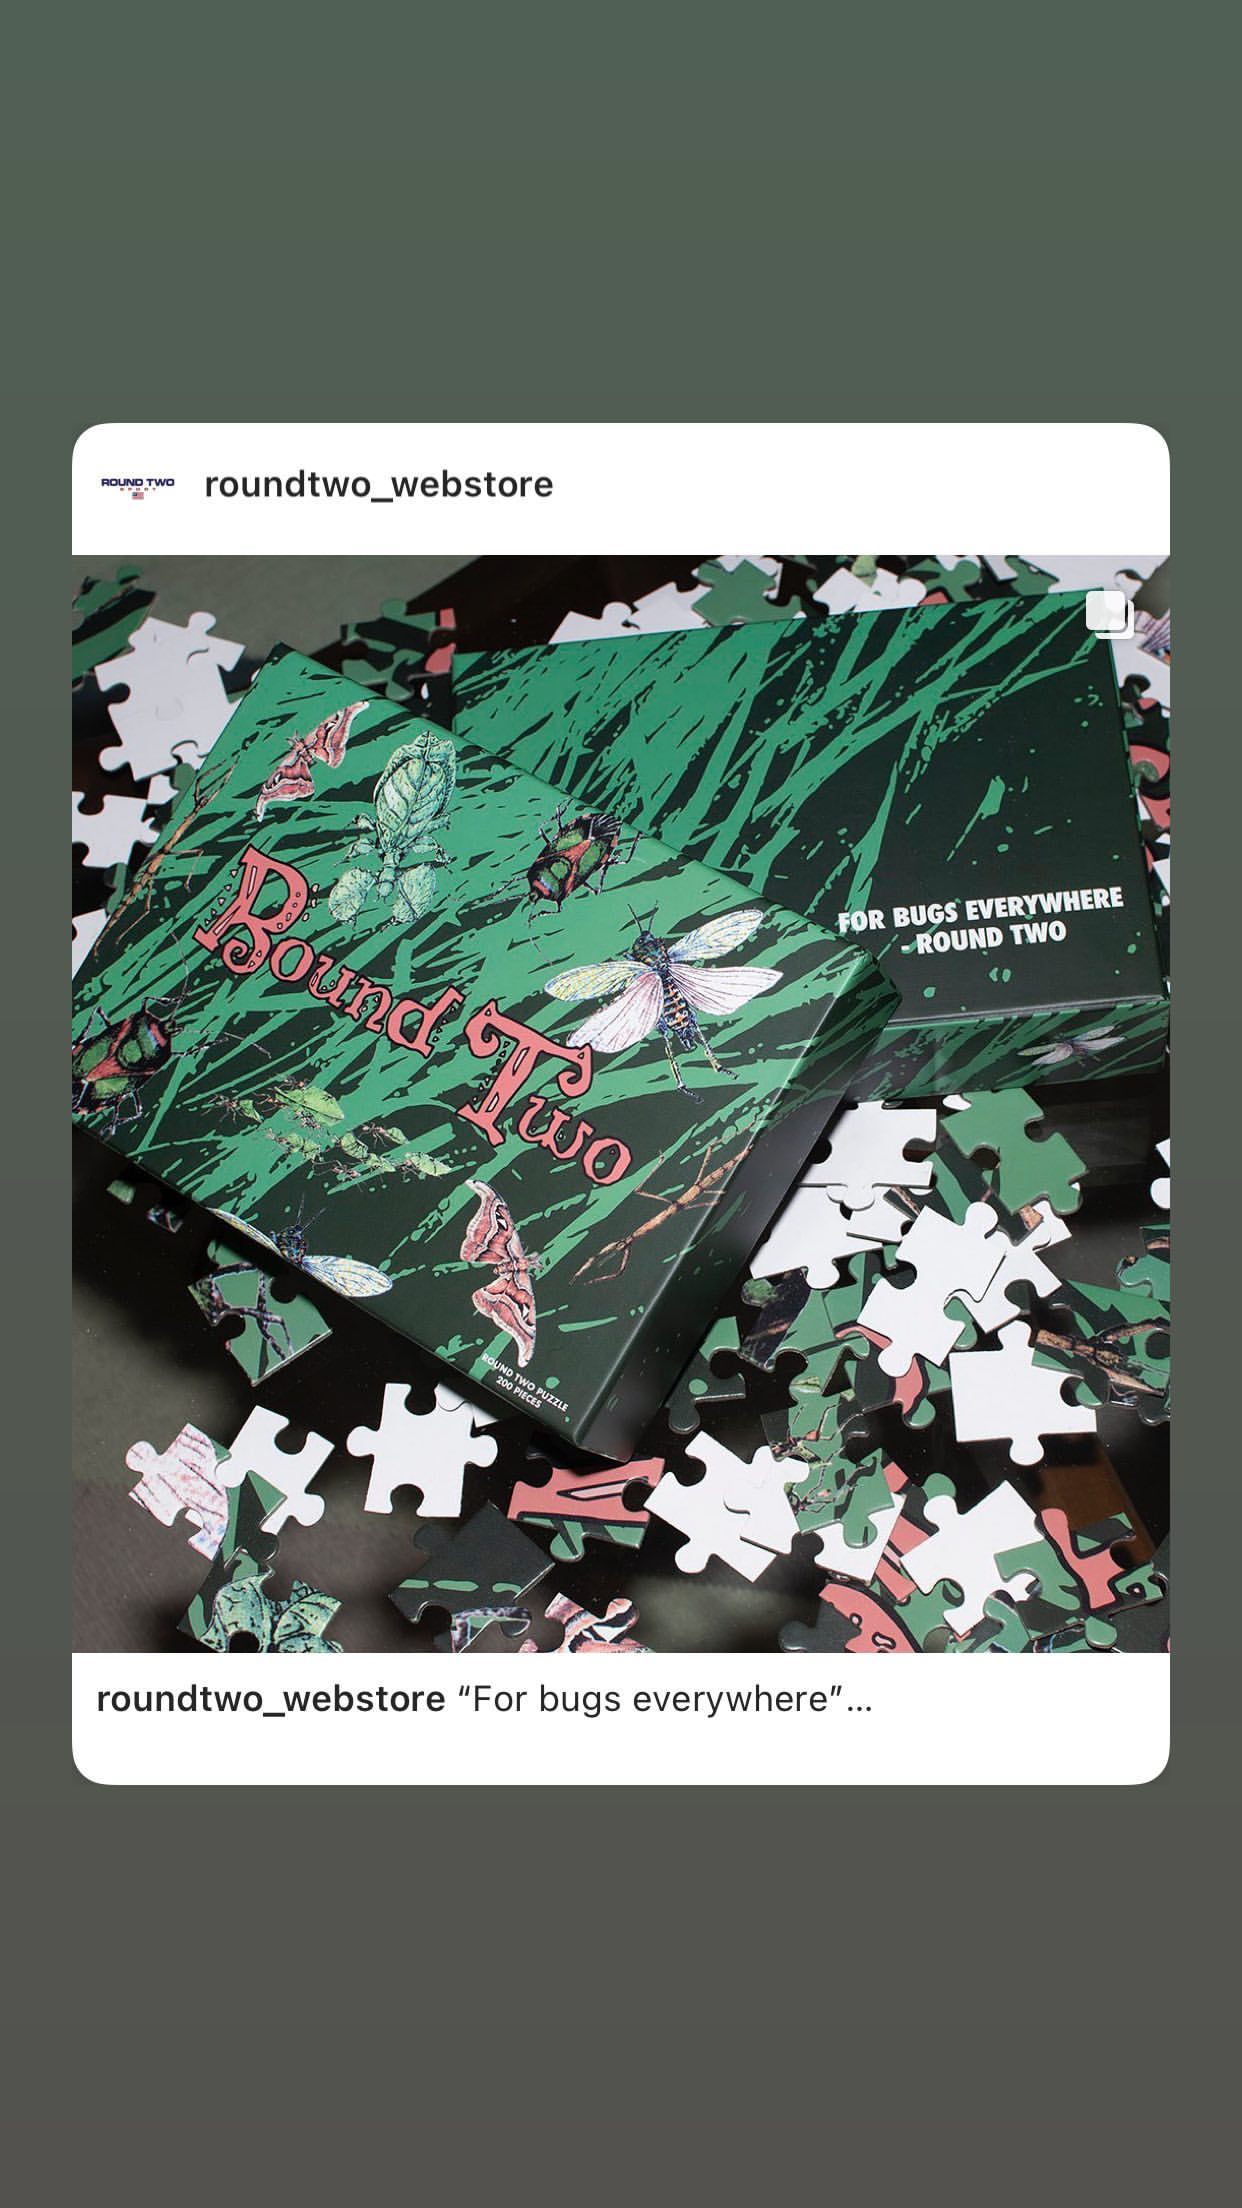 ROUND TWO
SPORT
roundtwo_webstore
FOR BUGS EVERYWHERE
- ROUND TWO
Round Two
ROUND TWO PUZZLE
200 PIECES
roundtwo_webstore “For bugs everywhere”...